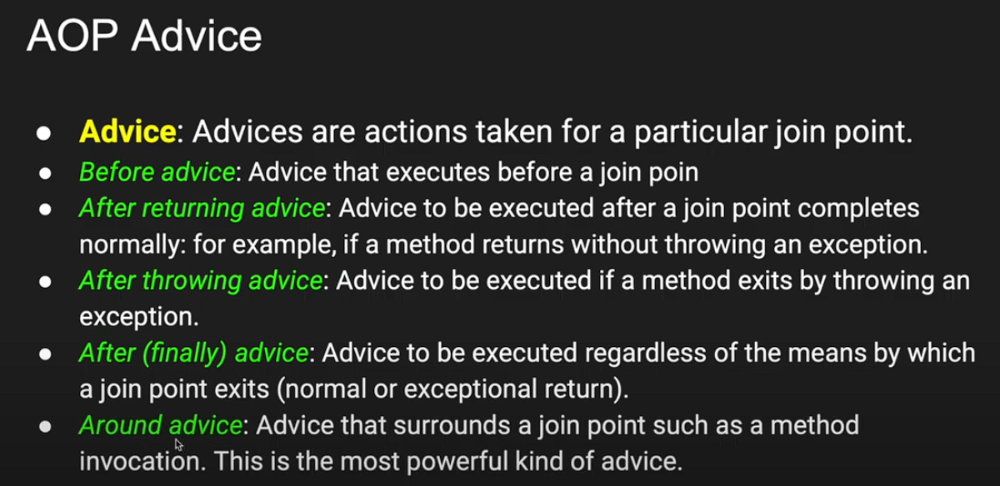 AOP Advice
● Advice: Advices are actions taken for a particular join point.
● Before advice: Advice that executes before a join poin
● After returning advice: Advice to be executed after a join point completes
normally: for example, if a method returns without throwing an exception.
● After throwing advice: Advice to be executed if a method exits by throwing an
exception.
● After (finally) advice: Advice to be executed regardless of the means by which
a join point exits (normal or exceptional return).
● Around advice: Advice that surrounds a join point such as a method
invocation. This is the most powerful kind of advice.